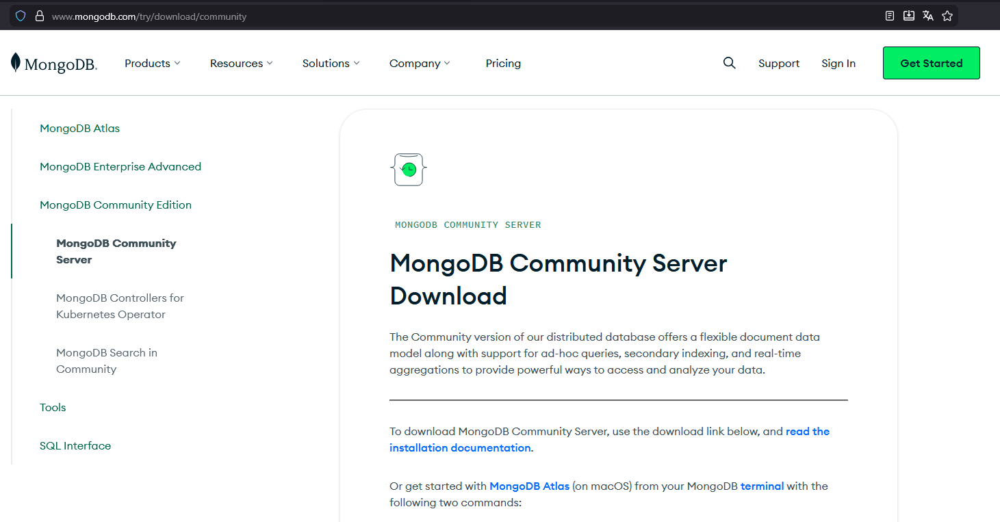 www.mongodb.com/try/download/community
MongoDB.
Products
Resources
Solutions
Company
Pricing
Support
Sign In
Get Started
MongoDB Atlas
MongoDB Enterprise Advanced
MongoDB Community Edition
MongoDB Community
Server
MongoDB Controllers for
Kubernetes Operator
MongoDB Search in
Community
Tools
SQL Interface
MONGODB COMMUNITY SERVER
MongoDB Community Server
Download
The Community version of our distributed database offers a flexible document data
model along with support for ad-hoc queries, secondary indexing, and real-time
aggregations to provide powerful ways to access and analyze your data.
To download MongoDB Community Server, use the download link below, and read the
installation documentation.
Or get started with MongoDB Atlas (on macOS) from your MongoDB terminal with the
following two commands: